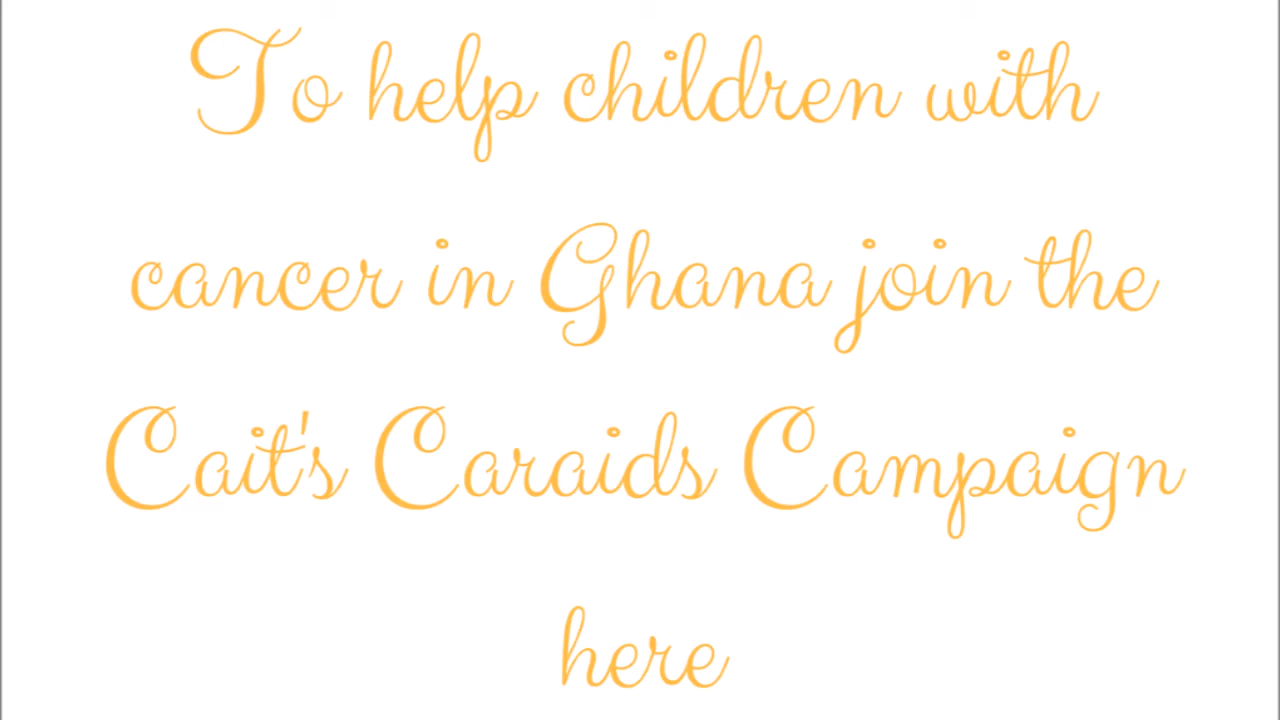 To help children with
cancer in Ghana join the
Cait's Caraids Campaign
here